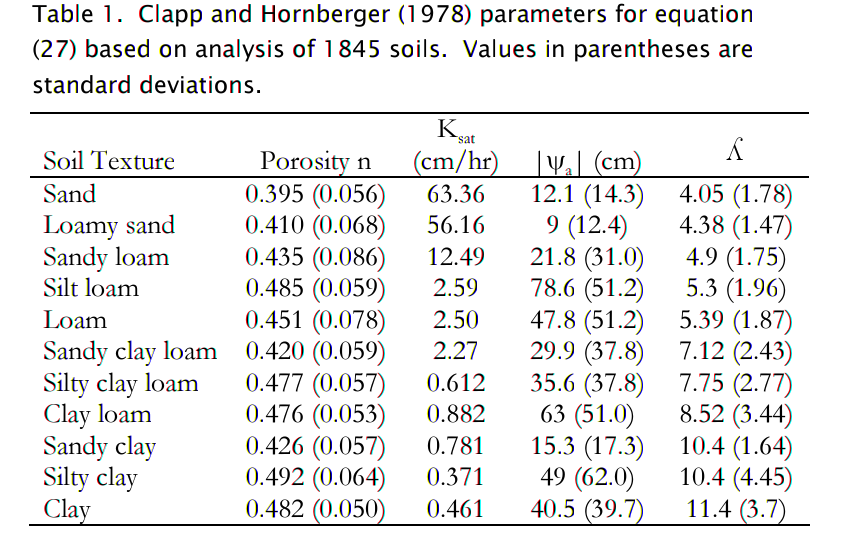 Table 1. Clapp and Hornberger (1978) parameters for equation
(27) based on analysis of 1845 soils. Values in parentheses are
standard deviations.
Soil Texture Porosity n K_sat (cm/hr) |ψ_a| (cm) ʎ
Sand 0.395 (0.056) 63.36 12.1 (14.3) 4.05 (1.78)
Loamy sand 0.410 (0.068) 56.16 9 (12.4) 4.38 (1.47)
Sandy loam 0.435 (0.086) 12.49 21.8 (31.0) 4.9 (1.75)
Silt loam 0.485 (0.059) 2.59 78.6 (51.2) 5.3 (1.96)
Loam 0.451 (0.078) 2.50 47.8 (51.2) 5.39 (1.87)
Sandy clay loam 0.420 (0.059) 2.27 29.9 (37.8) 7.12 (2.43)
Silty clay loam 0.477 (0.057) 0.612 35.6 (37.8) 7.75 (2.77)
Clay loam 0.476 (0.053) 0.882 63 (51.0) 8.52 (3.44)
Sandy clay 0.426 (0.057) 0.781 15.3 (17.3) 10.4 (1.64)
Silty clay 0.492 (0.064) 0.371 49 (62.0) 10.4 (4.45)
Clay 0.482 (0.050) 0.461 40.5 (39.7) 11.4 (3.7)